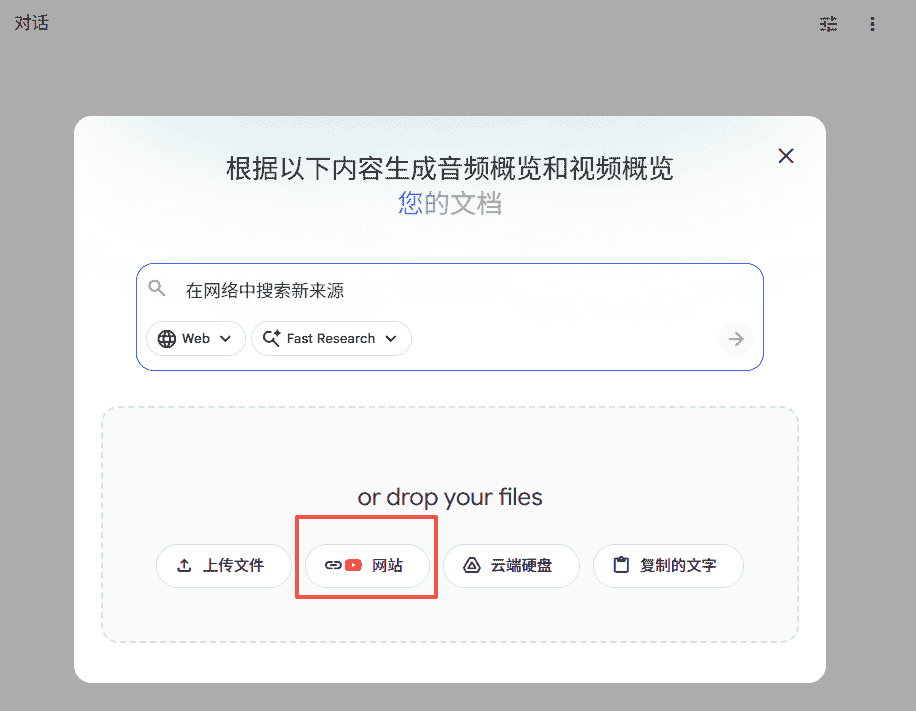 对话
根据以下内容生成音频概览和视频概览
您的文档
在网络中搜索新来源
Web Fast Research
or drop your files
上传文件 网站 云端硬盘 复制的文字